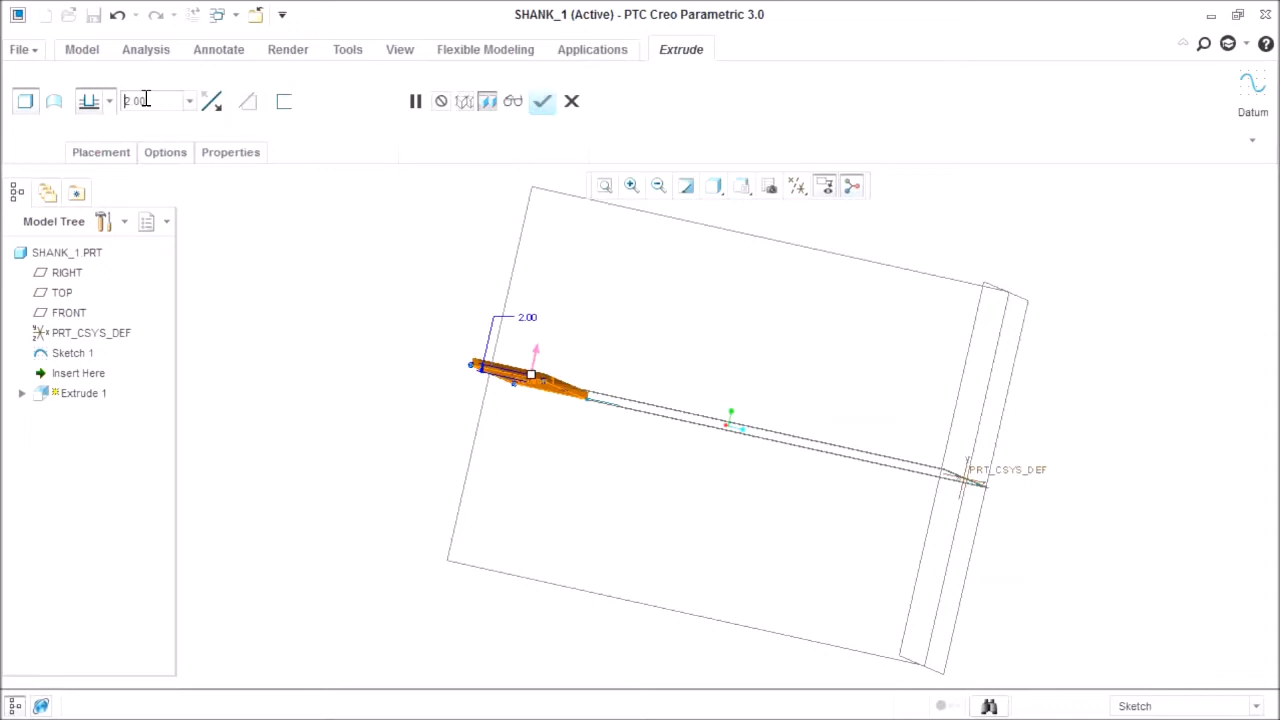 SHANK_1 (Active) - PTC Creo Parametric 3.0
File Model Analysis Annotate Render Tools View Flexible Modeling Applications Extrude
2.00
Datum
Placement Options Properties
Model Tree
SHANK_1.PRT
RIGHT
TOP
FRONT
PRT_CSYS_DEF
Sketch 1
Insert Here
Extrude 1
2.00
PRT_CSYS_DEF
Sketch